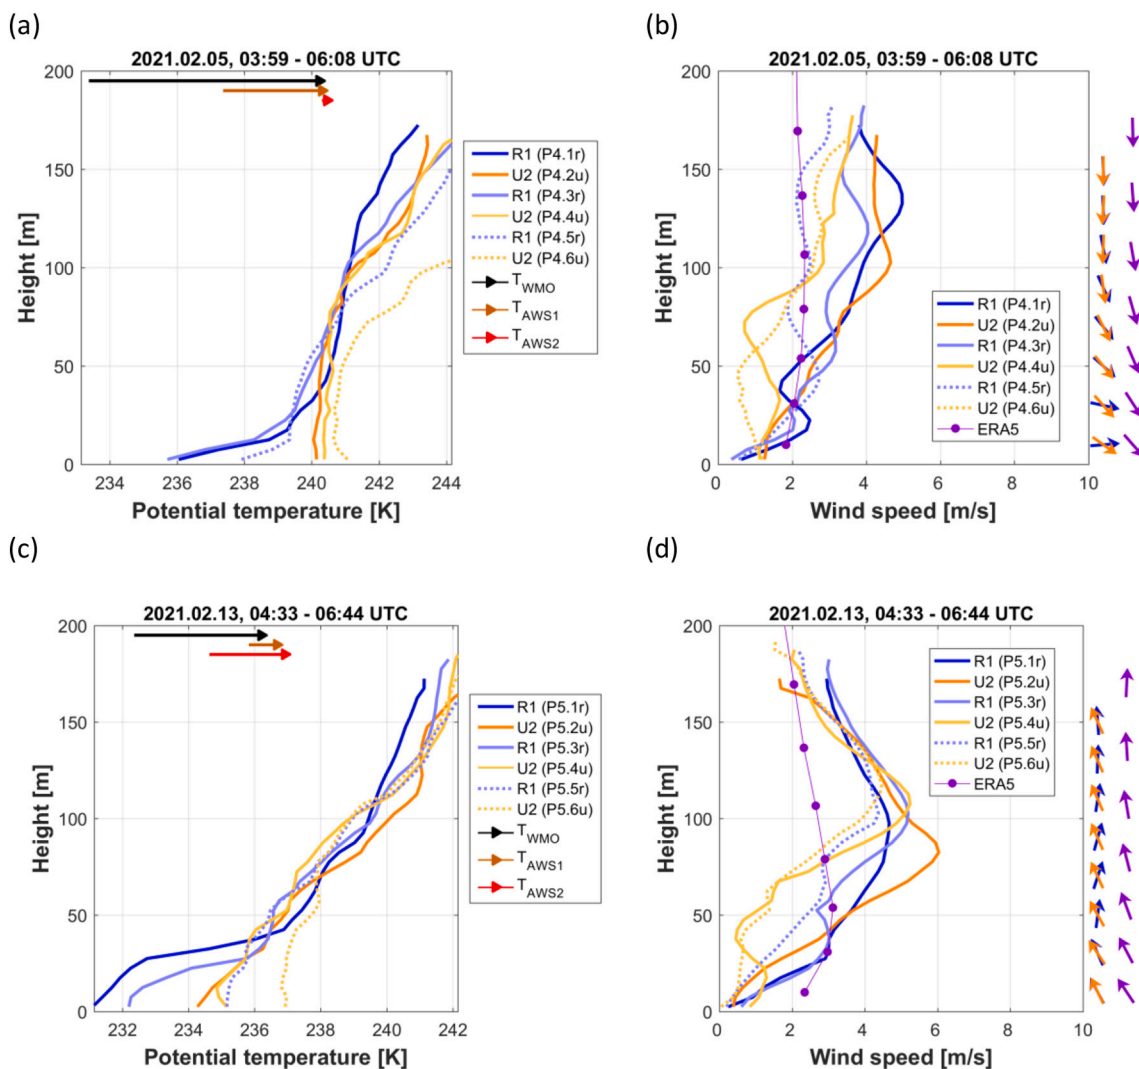 (a)
2021.02.05, 03:59 - 06:08 UTC
200
150
100
50
0
Height [m]
234
236
238
240
242
244
Potential temperature [K]
R1 (P4.1r)
U2 (P4.2u)
R1 (P4.3r)
U2 (P4.4u)
R1 (P4.5r)
U2 (P4.6u)
TWMO
TAWS1
TAWS2
(b)
2021.02.05, 03:59 - 06:08 UTC
200
150
100
50
0
Height [m]
0
2
4
6
8
10
Wind speed [m/s]
R1 (P4.1r)
U2 (P4.2u)
R1 (P4.3r)
U2 (P4.4u)
R1 (P4.5r)
U2 (P4.6u)
ERA5
(c)
2021.02.13, 04:33 - 06:44 UTC
200
150
100
50
0
Height [m]
232
234
236
238
240
242
Potential temperature [K]
R1 (P5.1r)
U2 (P5.2u)
R1 (P5.3r)
U2 (P5.4u)
R1 (P5.5r)
U2 (P5.6u)
TWMO
TAWS1
TAWS2
(d)
2021.02.13, 04:33 - 06:44 UTC
200
150
100
50
0
Height [m]
0
2
4
6
8
10
Wind speed [m/s]
R1 (P5.1r)
U2 (P5.2u)
R1 (P5.3r)
U2 (P5.4u)
R1 (P5.5r)
U2 (P5.6u)
ERA5